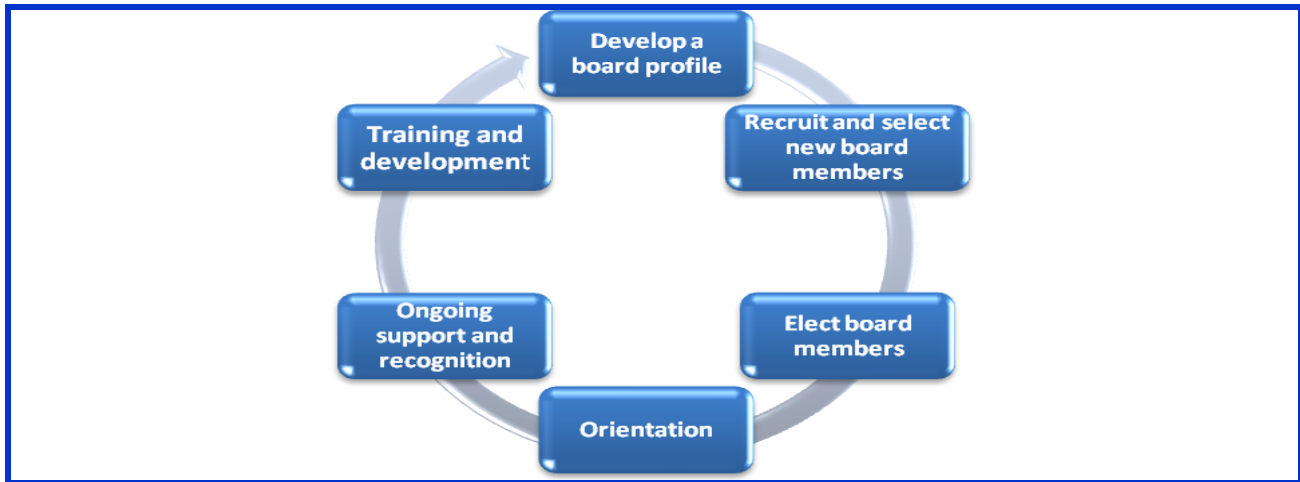 Develop a
board profile
Recruit and select
new board
members
Elect board
members
Orientation
Ongoing
support and
recognition
Training and
development